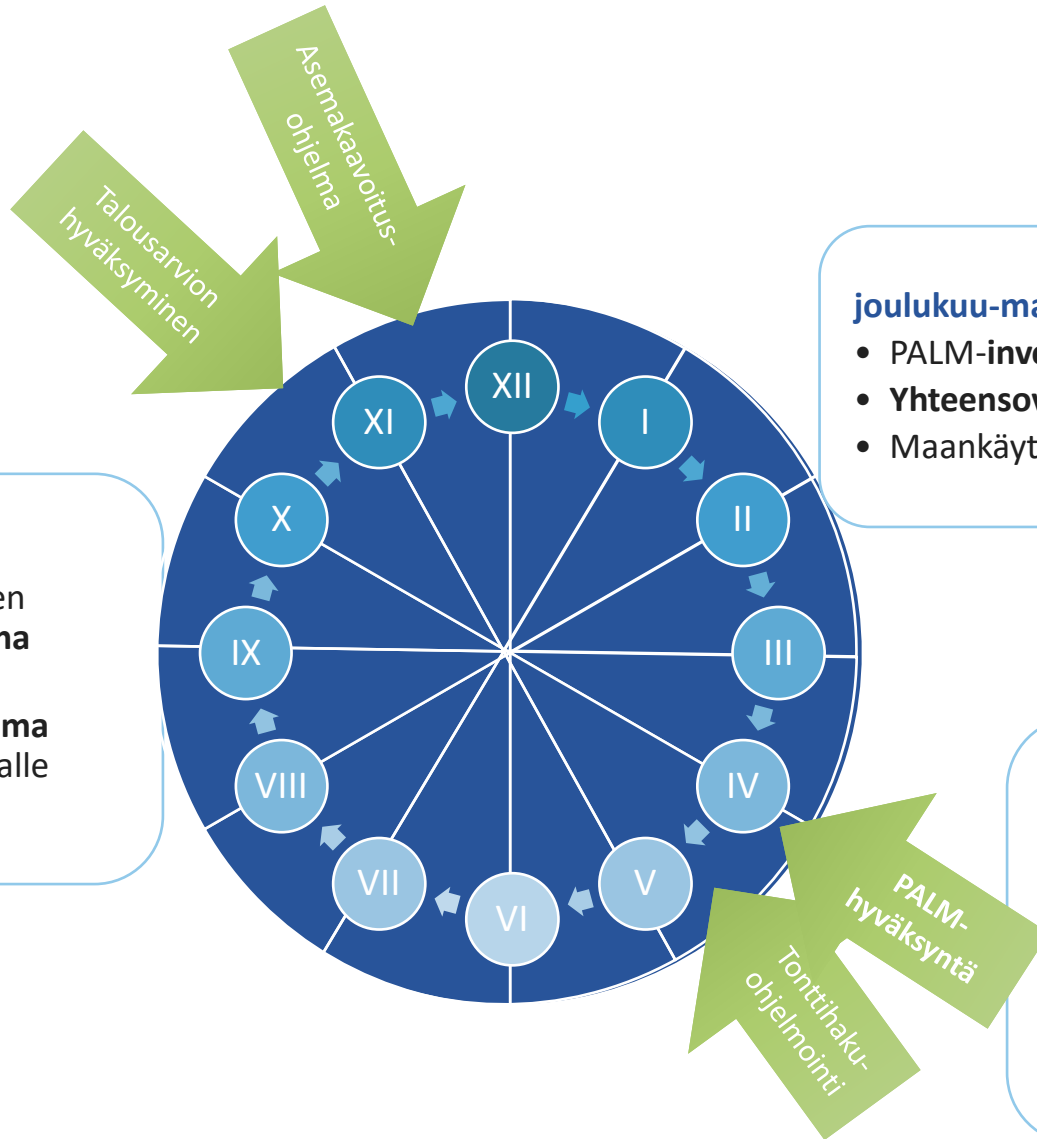 Asemakaavoitus-
ohjelma
Talousarvion
hyväksyminen
joulukuu-ma
• PALM-inve
• Yhteensov
• Maankäyt
XII
I
II
III
IV
V
VI
VII
VIII
IX
X
XI
en
na
ma
alle
PALM-
hyväksyntä
Tonttihaku-
ohjelmointi